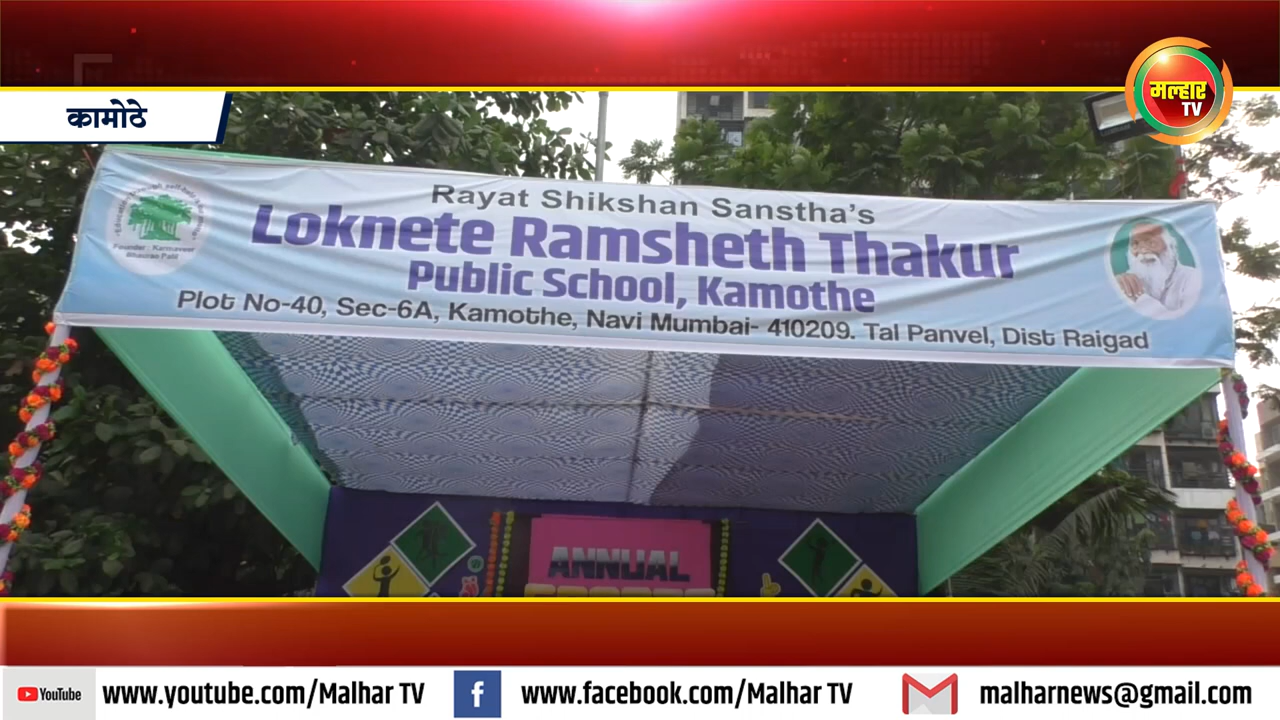 कामोठे
मल्हार
TV
Rayat Shikshan Sanstha's
Loknete Ramsheth Thakur
Public School, Kamothe
Plot No-40, Sec-6A, Kamothe, Navi Mumbai- 410209. Tal Panvel, Dist Raigad
Founder : Karmaveer
Bhaurao Patil
ANNUAL
YouTube
www.youtube.com/Malhar TV
www.facebook.com/Malhar TV
malharnews@gmail.com